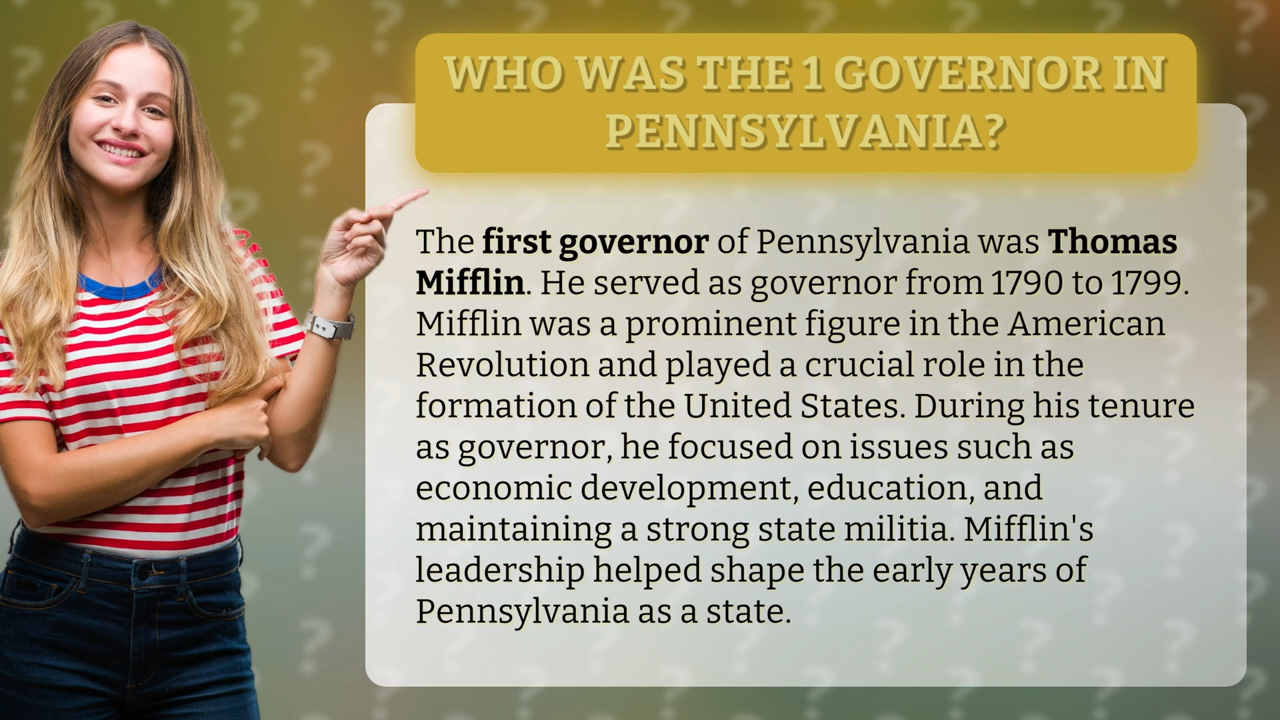 WHO WAS THE 1 GOVERNOR IN
PENNSYLVANIA?
The first governor of Pennsylvania was Thomas
Mifflin. He served as governor from 1790 to 1799.
Mifflin was a prominent figure in the American
Revolution and played a crucial role in the
formation of the United States. During his tenure
as governor, he focused on issues such as
economic development, education, and
maintaining a strong state militia. Mifflin's
leadership helped shape the early years of
Pennsylvania as a state.